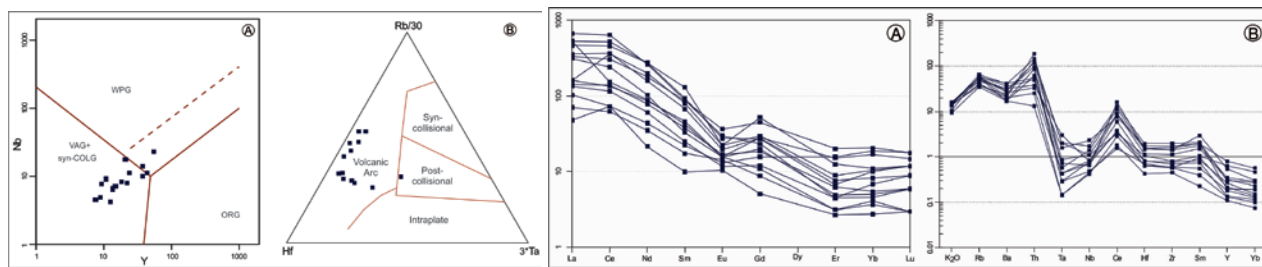 A
1000
100
10
1
Nb
WPG
VAG+
syn-COLG
ORG
1
10
100
1000
Y
B
Rb/30
Syn-
collisional
Volcanic
Arc
Post-
collisional
Intraplate
Hf
3*Ta
A
1000
100
10
1
La
Ce
Nd
Sm
Eu
Gd
Dy
Er
Yb
Lu
B
100
10
1
0.1
0.01
K2O
Rb
Ba
Th
Ta
Nb
Ce
Hf
Zr
Sm
Y
Yb